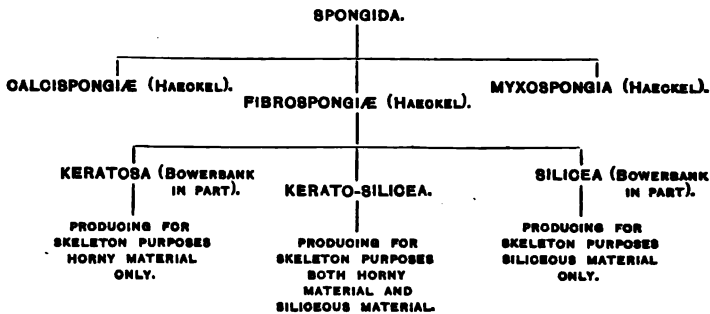 SPONGIDA.
CALCISPONGIÆ (HAECKEL).
FIBROSPONGIÆ (HAECKEL).
MYXOSPONGIA (HAECKEL).
KERATOSA (BOWERBANK
IN PART).
KERATO-SILICEA.
SILICEA (BOWERBANK
IN PART).
PRODUCING FOR
SKELETON PURPOSES
HORNY MATERIAL
ONLY.
PRODUCING FOR
SKELETON PURPOSES
BOTH HORNY
MATERIAL AND
SILICEOUS MATERIAL.
PRODUCING FOR
SKELETON PURPOSES
SILICEOUS MATERIAL
ONLY.